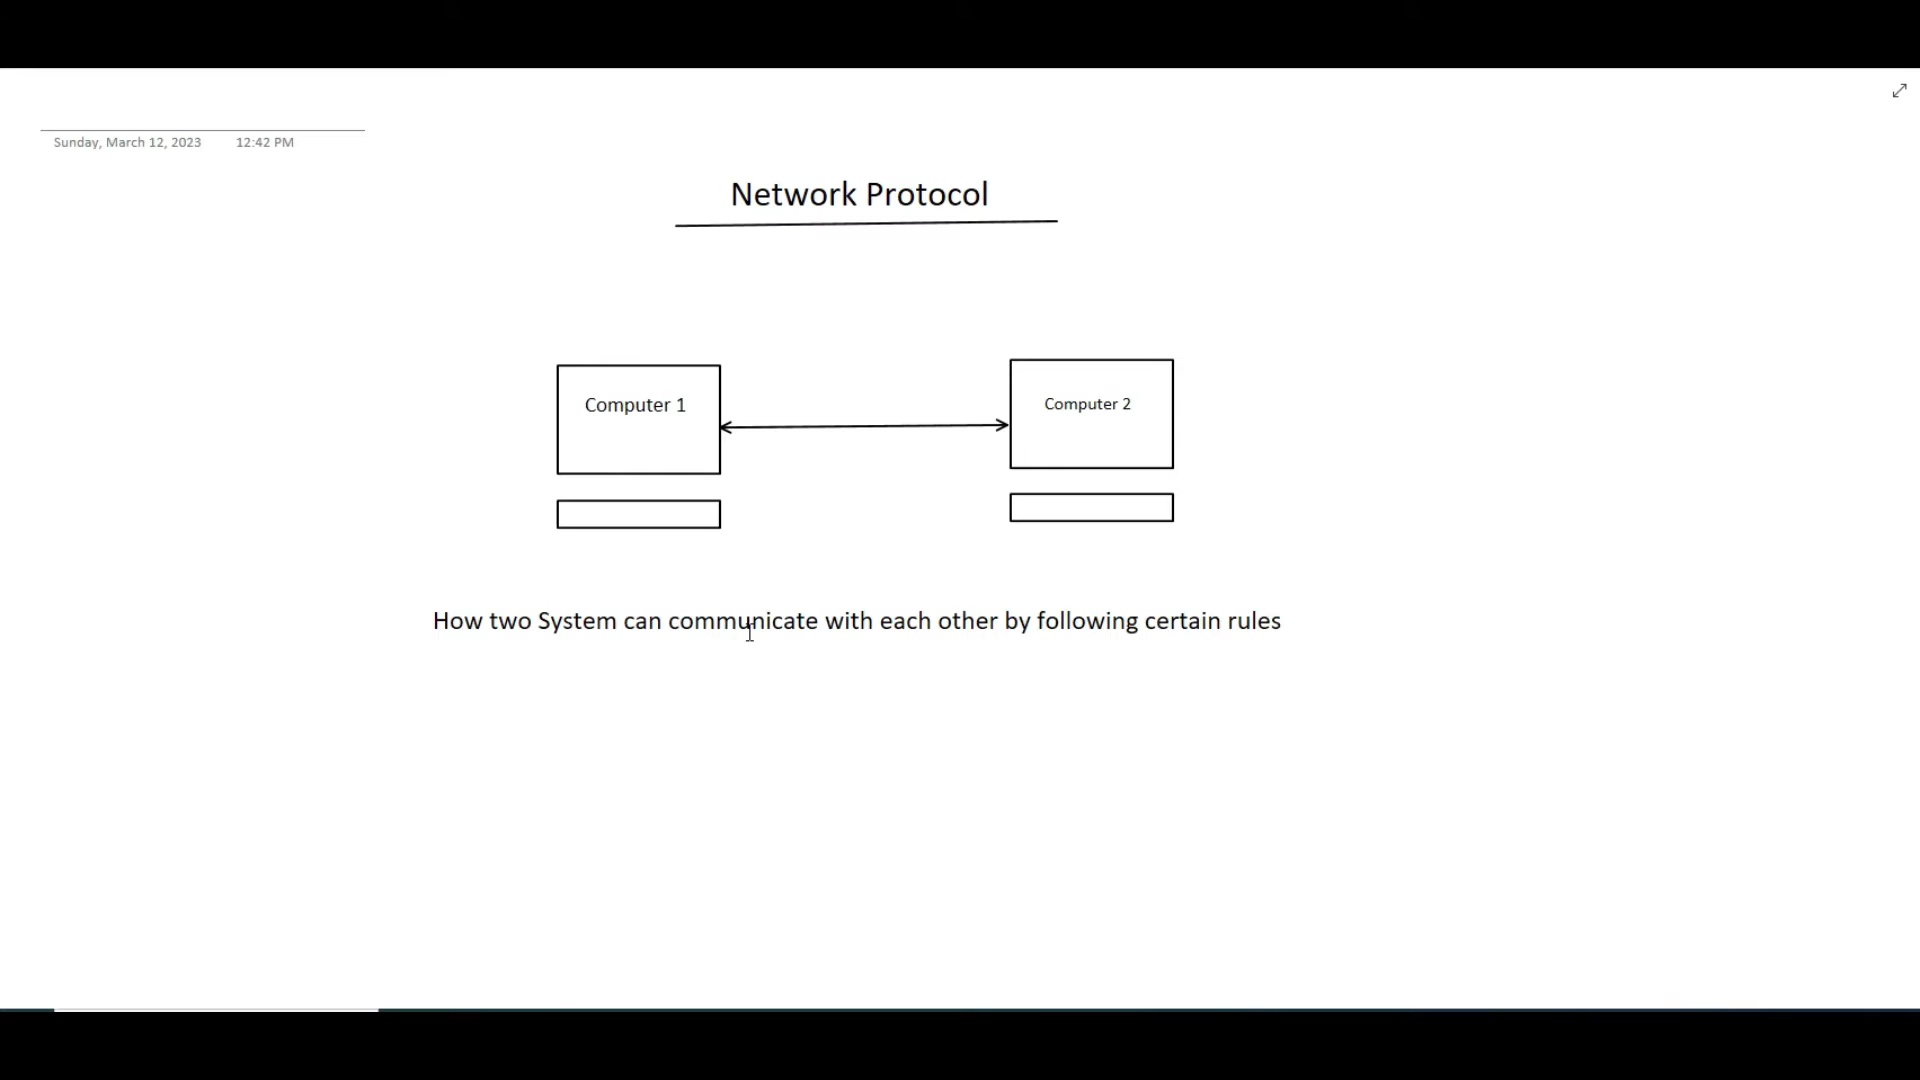 Sunday, March 12, 2023 12:42 PM
Network Protocol
Computer 1
Computer 2
How two System can communicate with each other by following certain rules